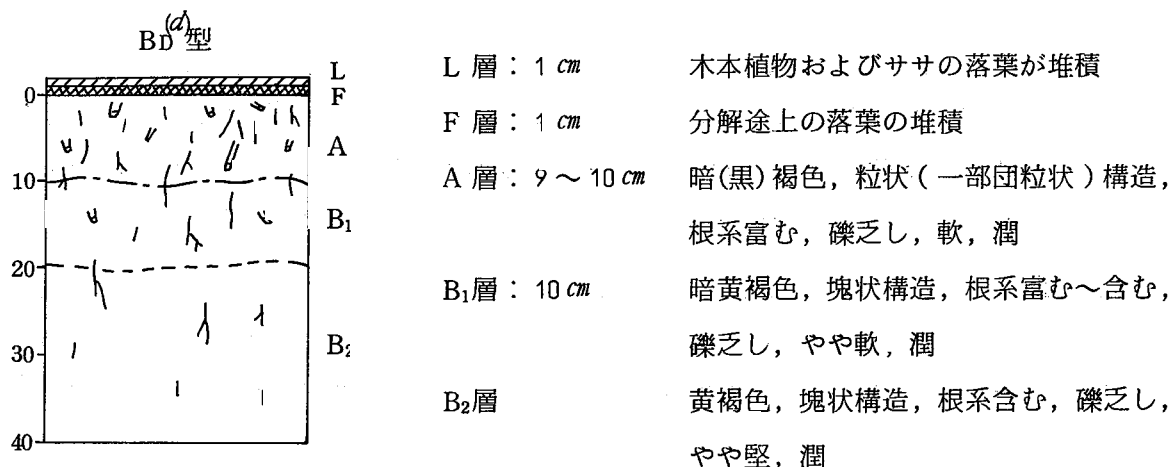 BD(d)型
L
0 F
A
10
B₁
20
30 B₂
40
L 層： 1 cm 木本植物およびササの落葉が堆積
F 層： 1 cm 分解途上の落葉の堆積
A 層： 9 ～ 10 cm 暗(黒)褐色，粒状（一部団粒状）構造，
根系富む，礫乏し，軟，潤
B₁層： 10 cm 暗黄褐色，塊状構造，根系富む～含む，
礫乏し，やや軟，潤
B₂層 黄褐色，塊状構造，根系含む，礫乏し，
やや堅，潤